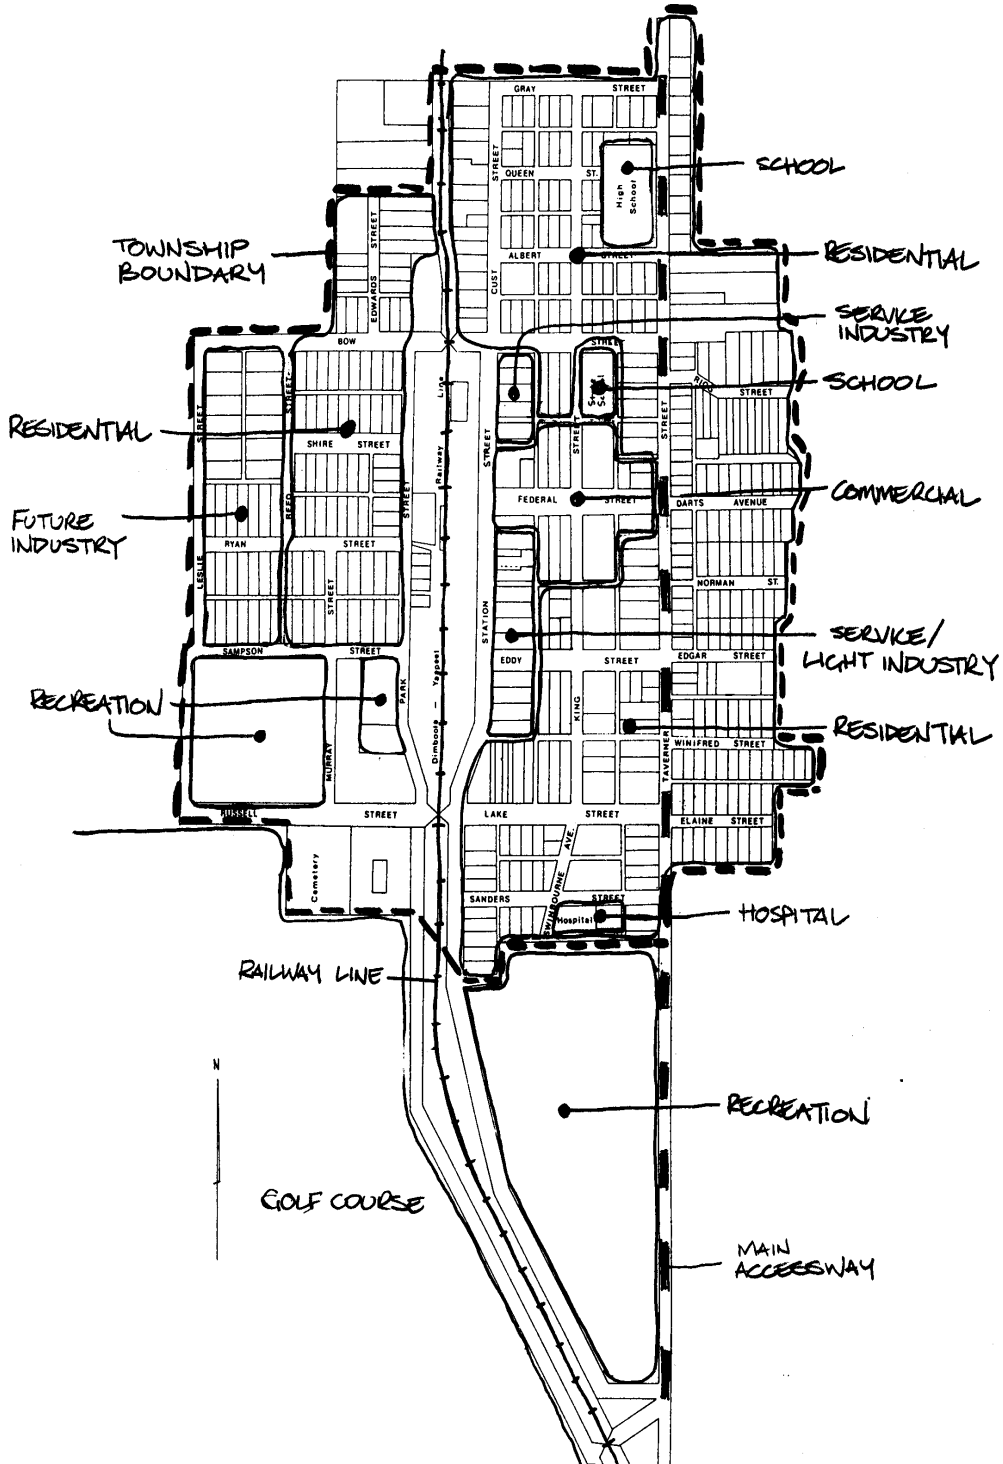 GRAY STREET
STREET
QUEEN ST.
High
School
SCHOOL
TOWNSHIP
BOUNDARY
EDWARDS STREET
CUST
ALBERT STREET
RESIDENTIAL
SERVICE
INDUSTRY
BOW
STREET
SCHOOL
Line
RIGG STREET
STREET
STREET
RESIDENTIAL
SHIRE STREET
Railway
STREET
STREET
STREET
COMMERCIAL
FEDERAL STREET
DARTS AVENUE
FUTURE
INDUSTRY
REED
STREET
RYAN STREET
LESLIE
STREET
NORMAN ST.
STATION
SERVICE/
LIGHT INDUSTRY
SAMPSON STREET
EDDY STREET
EDGAR STREET
RECREATION
PARK
Dimboola - Yaapeet
KING
RESIDENTIAL
TAVERNER
WINIFRED STREET
MURRAY
RUSSELL STREET
LAKE STREET
ELAINE STREET
Cemetery
SWINBOURNE AVE.
SANDERS STREET
Hospital
HOSPITAL
RAILWAY LINE
N
RECREATION
GOLF COURSE
MAIN
ACCESSWAY